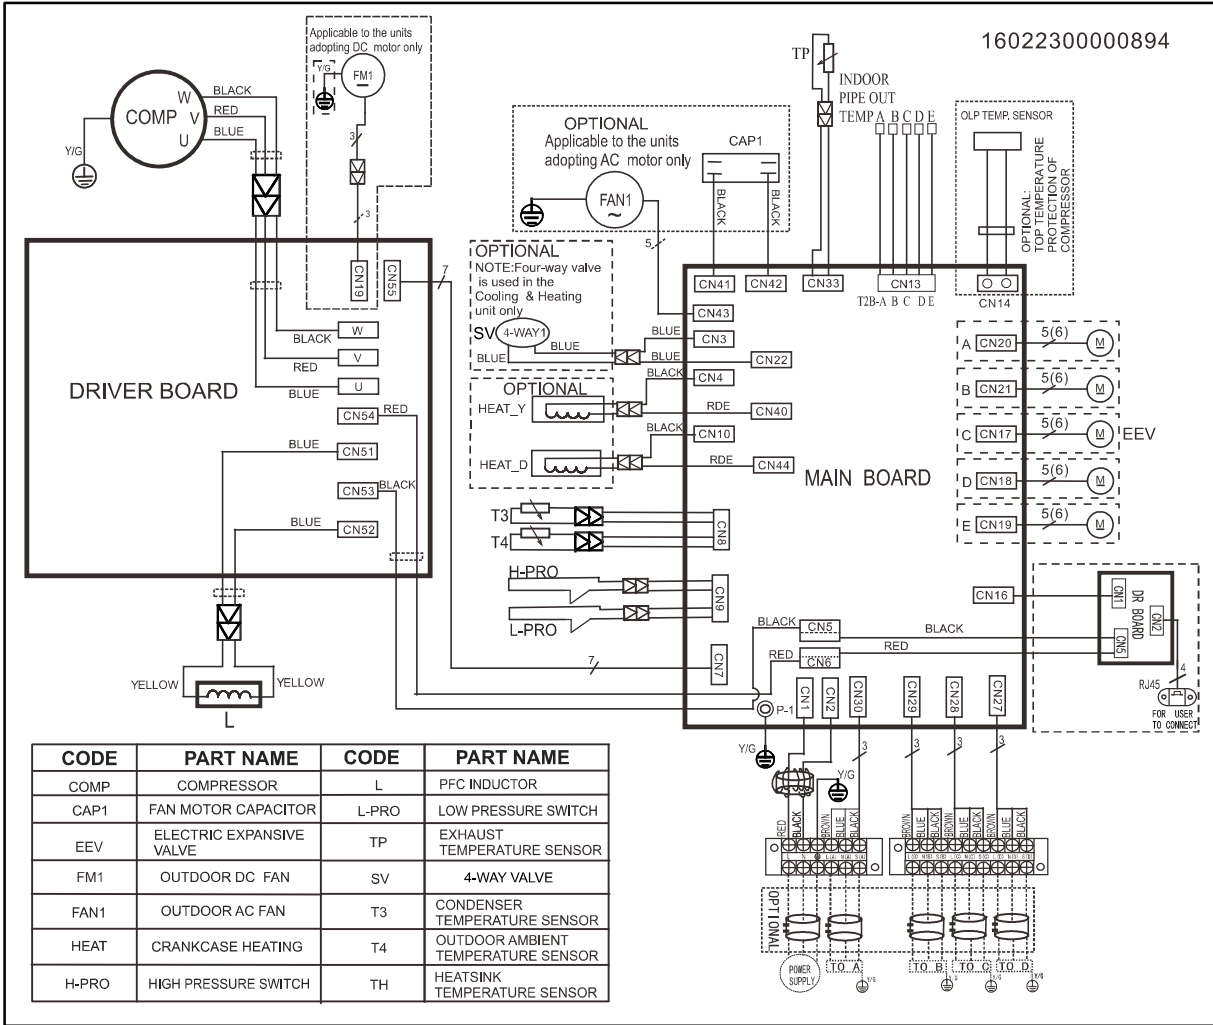 16022300000894
Applicable to the units
adopting DC motor only
Y/G
FM1
3
3
COMP
W
V
U
BLACK
RED
BLUE
Y/G
OPTIONAL
Applicable to the units
adopting AC motor only
CAP1
FAN1
~
BLACK
BLACK
5
TP
INDOOR
PIPE OUT
TEMP A B C D E
OLP TEMP. SENSOR
OPTIONAL:
TOP TEMPERATURE
PROTECTION OF
COMPRESSOR
CN14
DRIVER BOARD
CN19
CN55
7
W
BLACK
V
RED
U
BLUE
CN54
RED
CN51
BLUE
CN53
BLACK
CN52
BLUE
YELLOW
YELLOW
L
OPTIONAL
NOTE:Four-way valve
is used in the
Cooling & Heating
unit only
SV
4-WAY1
BLUE
BLUE
BLUE
BLUE
OPTIONAL
HEAT_Y
BLACK
RDE
HEAT_D
BLACK
RDE
T3
T4
H-PRO
L-PRO
7
MAIN BOARD
CN41
CN42
CN33
CN13
T2B-A B C D E
CN43
CN3
CN22
CN4
CN40
CN10
CN44
CN8
CN9
CN7
A CN20 5(6) M
B CN21 5(6) M
C CN17 5(6) M
EEV
D CN18 5(6) M
E CN19 5(6) M
CN16
BLACK
CN5
BLACK
RED
CN6
RED
P-1
CN1
CN2
CN30
CN29
CN28
CN27
CN1
DR BOARD
CN2
CN5
4
RJ45
FOR USER
TO CONNECT
Y/G
Y/G
3
3
3
3
RED
BLACK
BROWN
BLUE
BLACK
BROWN
BLUE
BLACK
BROWN
BLUE
BLACK
BROWN
BLUE
BLACK
L N L(A) N(A) S(A)
L(B) N(B) S(B) L(C) N(C) S(C) L(D) N(D) S(D)
OPTIONAL
POWER
SUPPLY
TO A
Y/G
TO B
Y/G
TO C
Y/G
TO D
Y/G
CODE PART NAME CODE PART NAME
COMP COMPRESSOR L PFC INDUCTOR
CAP1 FAN MOTOR CAPACITOR L-PRO LOW PRESSURE SWITCH
EEV ELECTRIC EXPANSIVE
VALVE
TP EXHAUST
TEMPERATURE SENSOR
FM1 OUTDOOR DC FAN SV 4-WAY VALVE
FAN1 OUTDOOR AC FAN T3 CONDENSER
TEMPERATURE SENSOR
HEAT CRANKCASE HEATING T4 OUTDOOR AMBIENT
TEMPERATURE SENSOR
H-PRO HIGH PRESSURE SWITCH TH HEATSINK
TEMPERATURE SENSOR